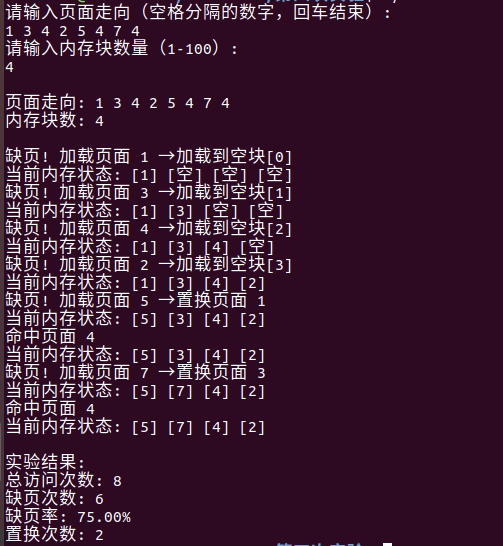 请输入页面走向（空格分隔的数字，回车结束）：
1 3 4 2 5 4 7 4
请输入内存块数量（1-100）：
4
页面走向: 1 3 4 2 5 4 7 4
内存块数: 4
缺页! 加载页面 1 →加载到空块[0]
当前内存状态: [1] [空] [空] [空]
缺页! 加载页面 3 →加载到空块[1]
当前内存状态: [1] [3] [空] [空]
缺页! 加载页面 4 →加载到空块[2]
当前内存状态: [1] [3] [4] [空]
缺页! 加载页面 2 →加载到空块[3]
当前内存状态: [1] [3] [4] [2]
缺页! 加载页面 5 →置换页面 1
当前内存状态: [5] [3] [4] [2]
命中页面 4
当前内存状态: [5] [3] [4] [2]
缺页! 加载页面 7 →置换页面 3
当前内存状态: [5] [7] [4] [2]
命中页面 4
当前内存状态: [5] [7] [4] [2]
实验结果:
总访问次数: 8
缺页次数: 6
缺页率: 75.00%
置换次数: 2